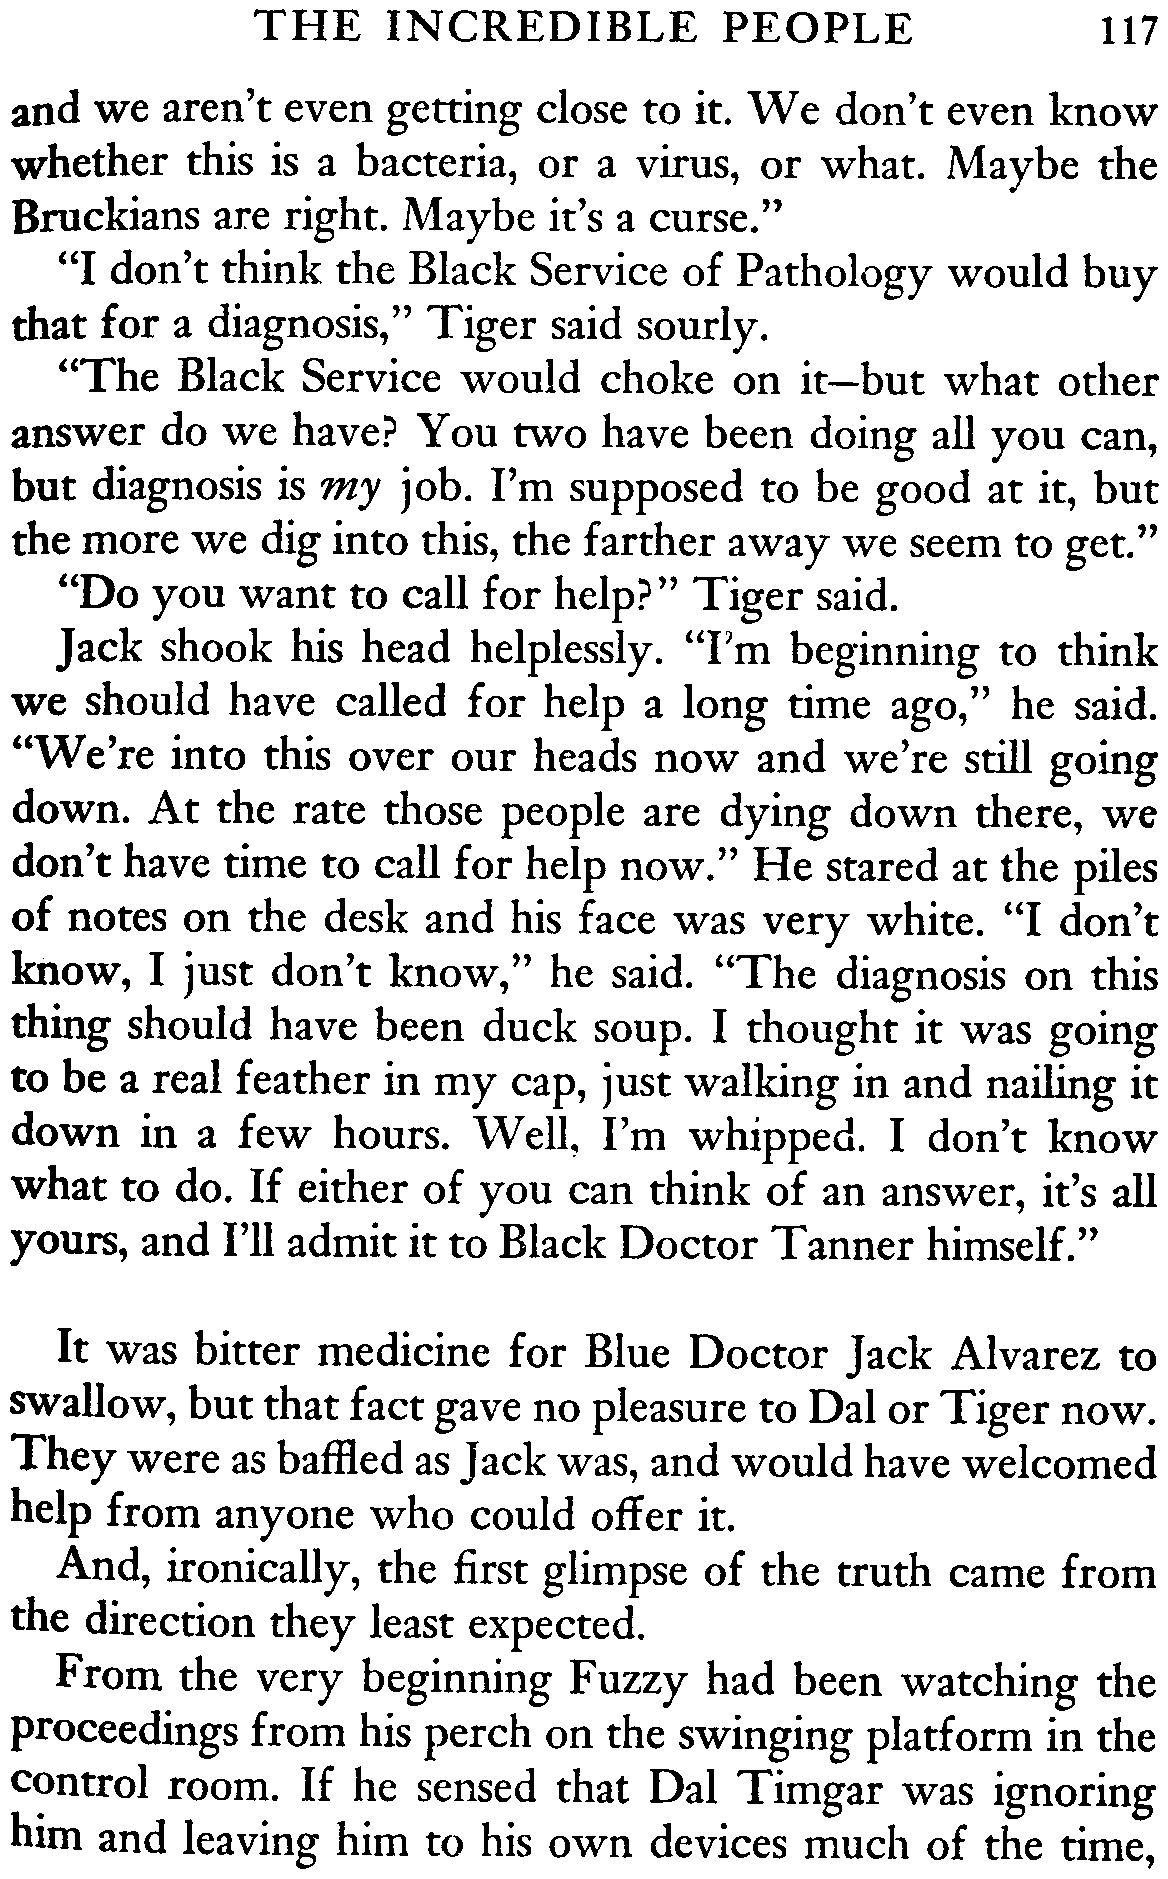 THE INCREDIBLE PEOPLE 117
and we aren't even getting close to it. We don't even know
whether this is a bacteria, or a virus, or what. Maybe the
Bruckians are right. Maybe it's a curse."
"I don't think the Black Service of Pathology would buy
that for a diagnosis," Tiger said sourly.
"The Black Service would choke on it—but what other
answer do we have? You two have been doing all you can,
but diagnosis is my job. I'm supposed to be good at it, but
the more we dig into this, the farther away we seem to get."
"Do you want to call for help?" Tiger said.
Jack shook his head helplessly. "I'm beginning to think
we should have called for help a long time ago," he said.
"We're into this over our heads now and we're still going
down. At the rate those people are dying down there, we
don't have time to call for help now." He stared at the piles
of notes on the desk and his face was very white. "I don't
know, I just don't know," he said. "The diagnosis on this
thing should have been duck soup. I thought it was going
to be a real feather in my cap, just walking in and nailing it
down in a few hours. Well, I'm whipped. I don't know
what to do. If either of you can think of an answer, it's all
yours, and I'll admit it to Black Doctor Tanner himself."
It was bitter medicine for Blue Doctor Jack Alvarez to
swallow, but that fact gave no pleasure to Dal or Tiger now.
They were as baffled as Jack was, and would have welcomed
help from anyone who could offer it.
And, ironically, the first glimpse of the truth came from
the direction they least expected.
From the very beginning Fuzzy had been watching the
proceedings from his perch on the swinging platform in the
control room. If he sensed that Dal Timgar was ignoring
him and leaving him to his own devices much of the time,